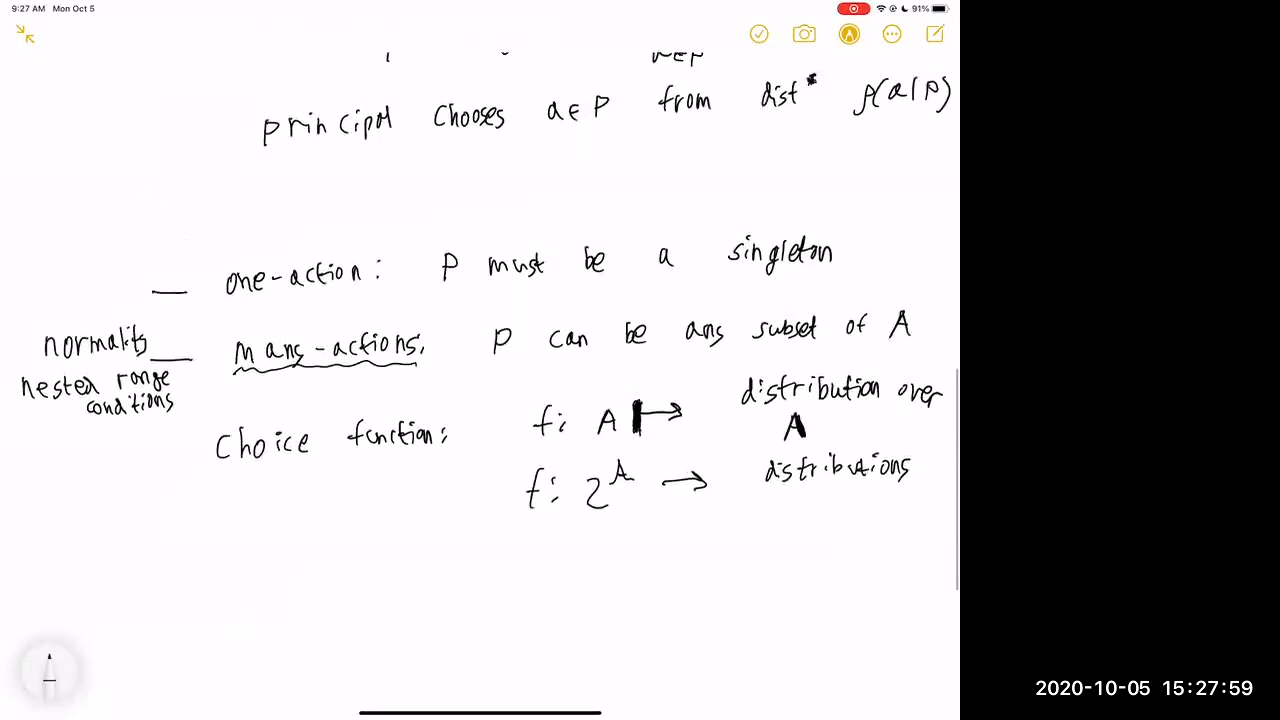 9:27 AM Mon Oct 5
91%
principal chooses a ∈ P from dist f(a|P)
— one-action: P must be a singleton
normality — many-actions: P can be any subset of A
nested range conditions
choice function: f: A ↦ distribution over A
f: 2^A → distributions
2020-10-05 15:27:59